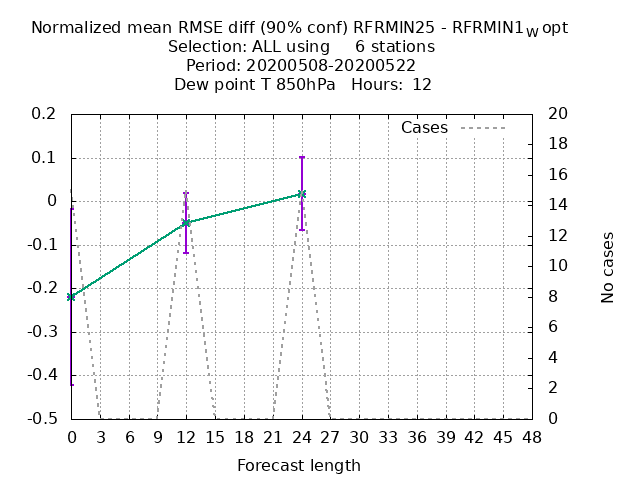 Normalized mean RMSE diff (90% conf) RFRMIN25 - RFRMIN1wopt
Selection: ALL using 6 stations
Period: 20200508-20200522
Dew point T 850hPa Hours: 12
Cases
0.2
0.1
0
-0.1
-0.2
-0.3
-0.4
-0.5
20
18
16
14
12
10
8
6
4
2
0
No cases
0 3 6 9 12 15 18 21 24 27 30 33 36 39 42 45 48
Forecast length